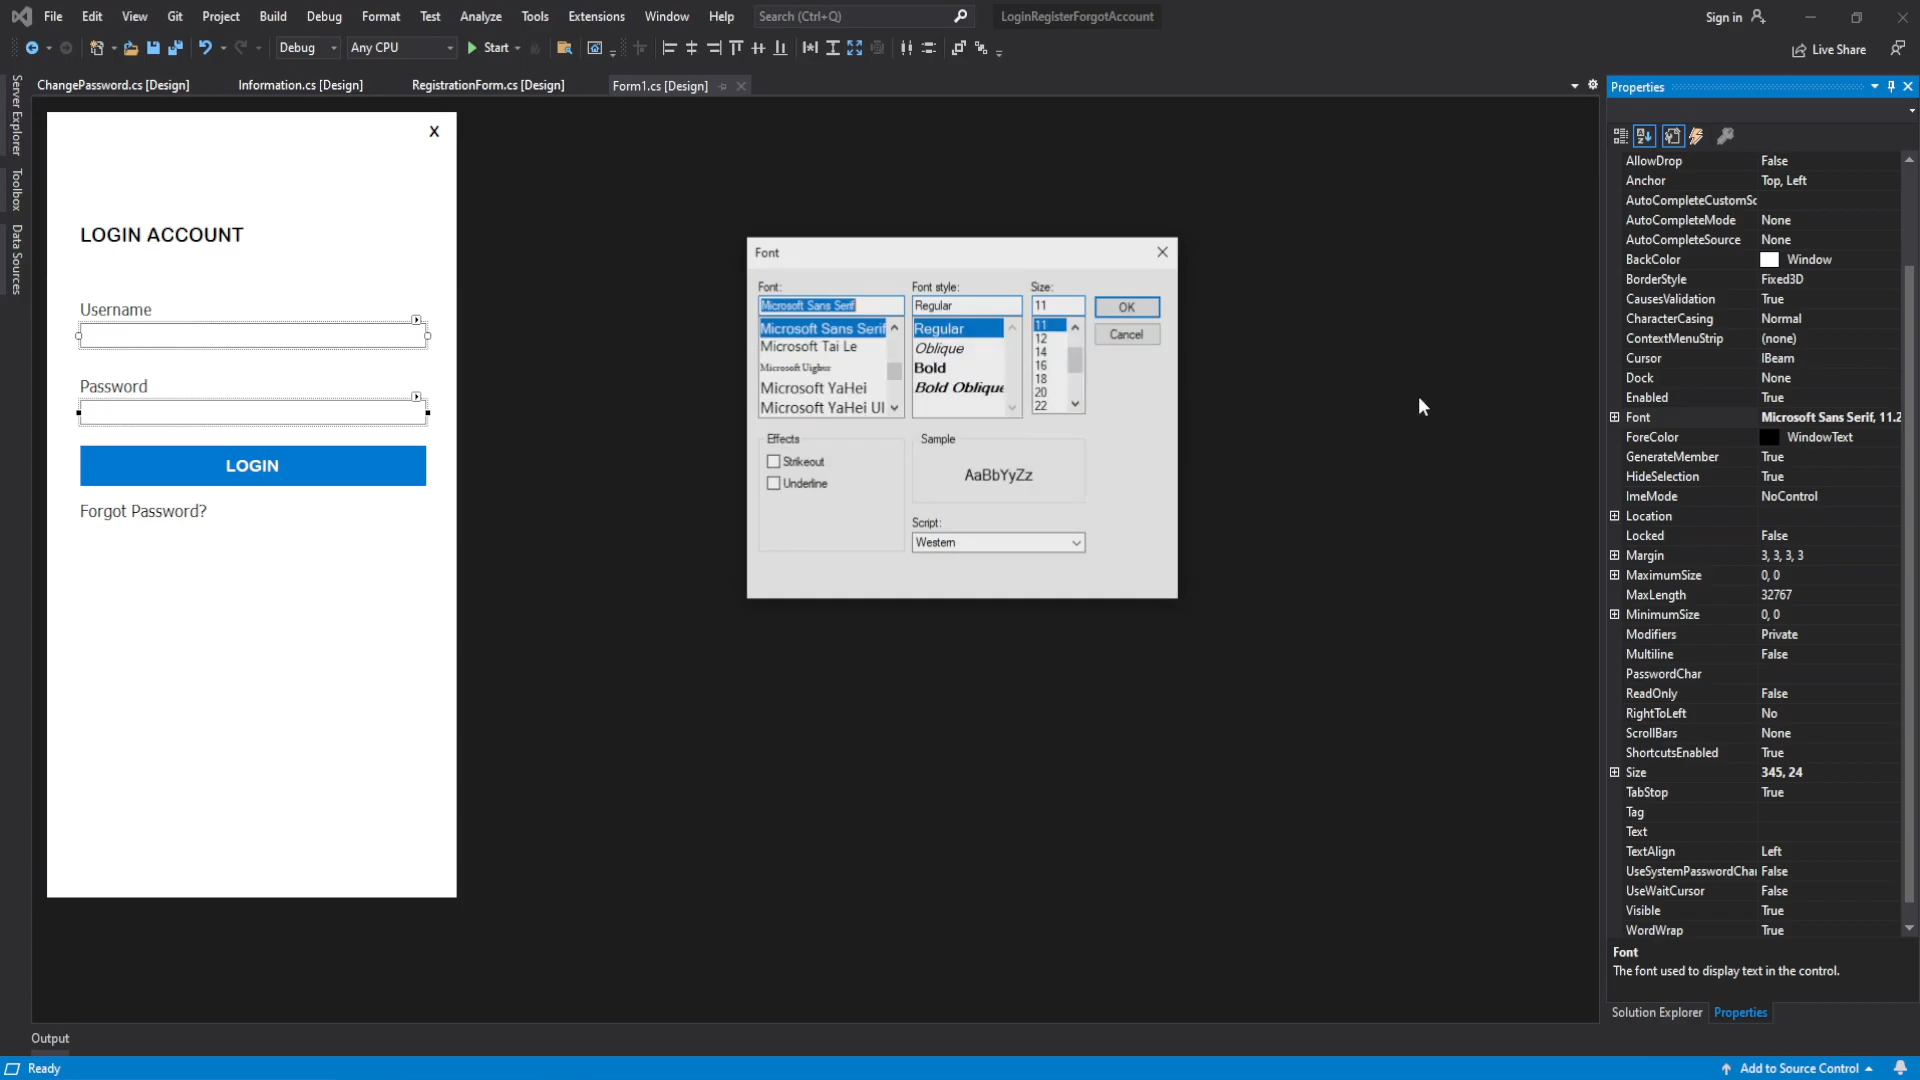 File Edit View Git Project Build Debug Format Test Analyze Tools Extensions Window Help Search (Ctrl+Q) LoginRegisterForgotAccount Sign in
Debug Any CPU Start Live Share
ChangePassword.cs [Design] Information.cs [Design] RegistrationForm.cs [Design] Form1.cs [Design]
Server Explorer
Toolbox
Data Sources
X
LOGIN ACCOUNT
Username
Password
LOGIN
Forgot Password?
Font
Font: Font style: Size:
Microsoft Sans Serif Regular 11 OK
Microsoft Sans Serif Regular 11
Microsoft Tai Le Oblique 12 Cancel
Microsoft Uighur Bold 14
Microsoft YaHei Bold Oblique 16
Microsoft YaHei UI 18
20
22
Effects Sample
Strikeout
Underline
AaBbYyZz
Script:
Western
Properties
AllowDrop False
Anchor Top, Left
AutoCompleteCustomSc
AutoCompleteMode None
AutoCompleteSource None
BackColor Window
BorderStyle Fixed3D
CausesValidation True
CharacterCasing Normal
ContextMenuStrip (none)
Cursor IBeam
Dock None
Enabled True
Font Microsoft Sans Serif, 11.2
ForeColor WindowText
GenerateMember True
HideSelection True
ImeMode NoControl
Location
Locked False
Margin 3, 3, 3, 3
MaximumSize 0, 0
MaxLength 32767
MinimumSize 0, 0
Modifiers Private
Multiline False
PasswordChar
ReadOnly False
RightToLeft No
ScrollBars None
ShortcutsEnabled True
Size 345, 24
TabStop True
Tag
Text
TextAlign Left
UseSystemPasswordChar False
UseWaitCursor False
Visible True
WordWrap True
Font
The font used to display text in the control.
Solution Explorer Properties
Output
Ready Add to Source Control